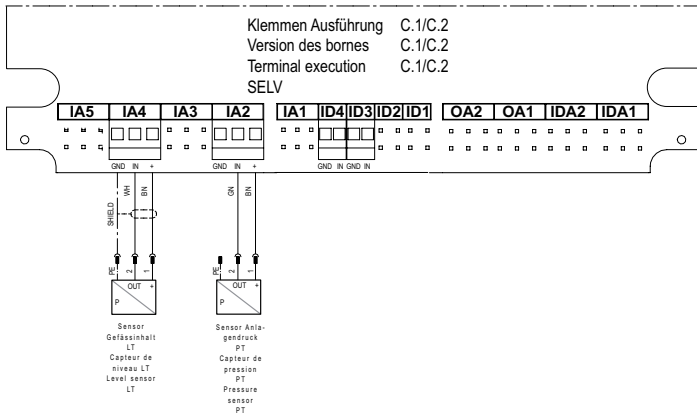 Klemmen Ausführung C.1/C.2
Version des bornes C.1/C.2
Terminal execution C.1/C.2
SELV
IA5 IA4 IA3 IA2 IA1 ID4 ID3 ID2 ID1 OA2 OA1 IDA2 IDA1
GND IN + GND IN + GND IN GND IN
SHIELD WH BN GN BN
PE 2 1 PE 2 1
OUT + OUT +
P P
Sensor
Gefässinhalt
LT
Capteur de
niveau LT
Level sensor
LT
Sensor Anla-
gendruck
PT
Capteur de
pression
PT
Pressure
sensor
PT